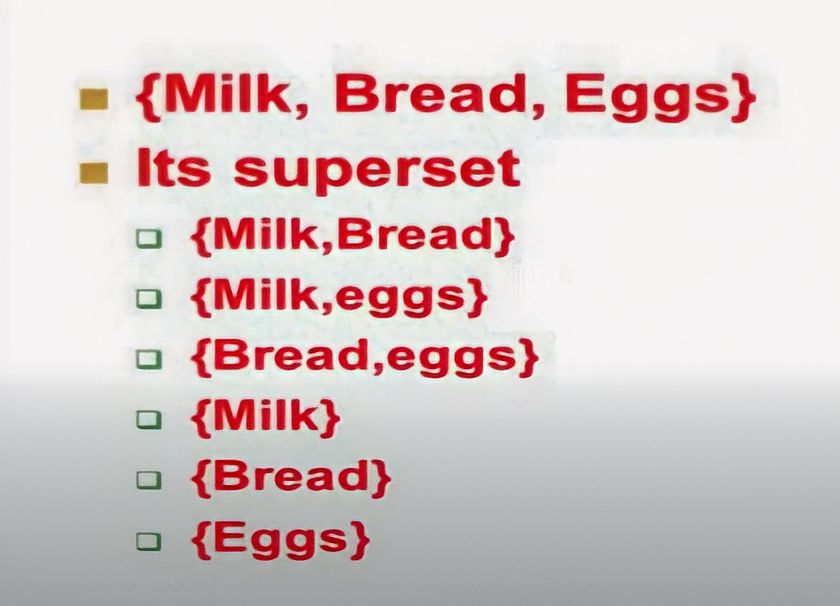 {Milk, Bread, Eggs}
Its superset
{Milk,Bread}
{Milk,eggs}
{Bread,eggs}
{Milk}
{Bread}
{Eggs}